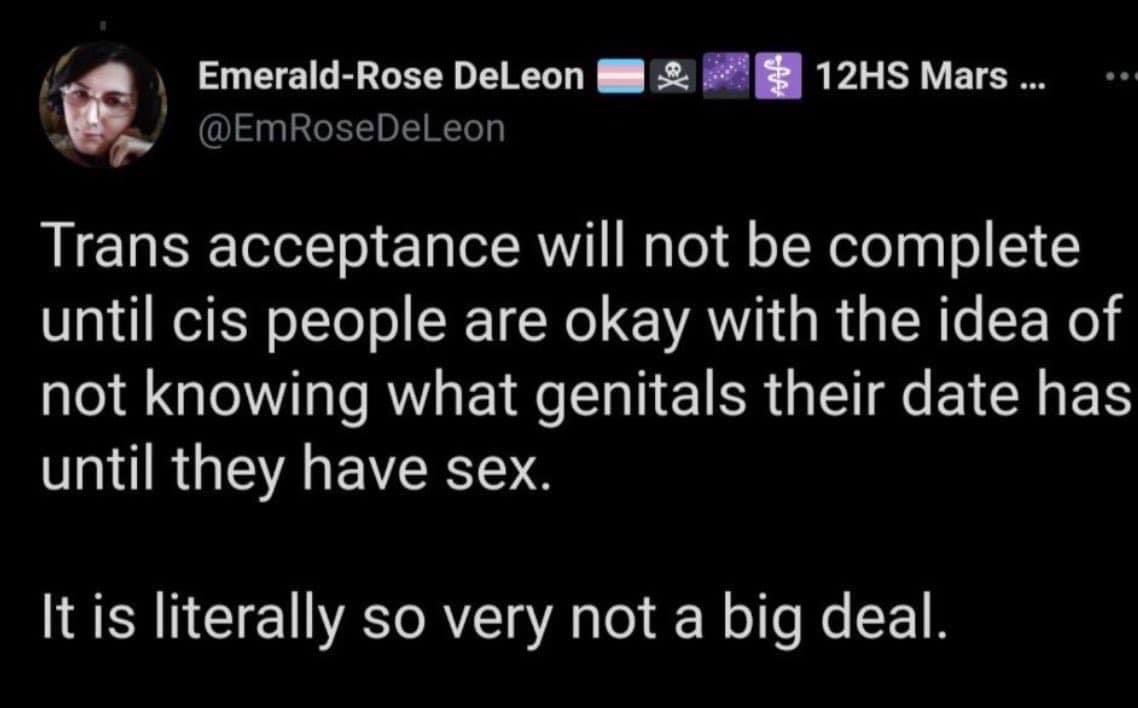 Emerald-Rose DeLeon 🏳️‍⚧️☠️🌌⚕️ 12HS Mars ...
@EmRoseDeLeon
Trans acceptance will not be complete
until cis people are okay with the idea of
not knowing what genitals their date has
until they have sex.
It is literally so very not a big deal.